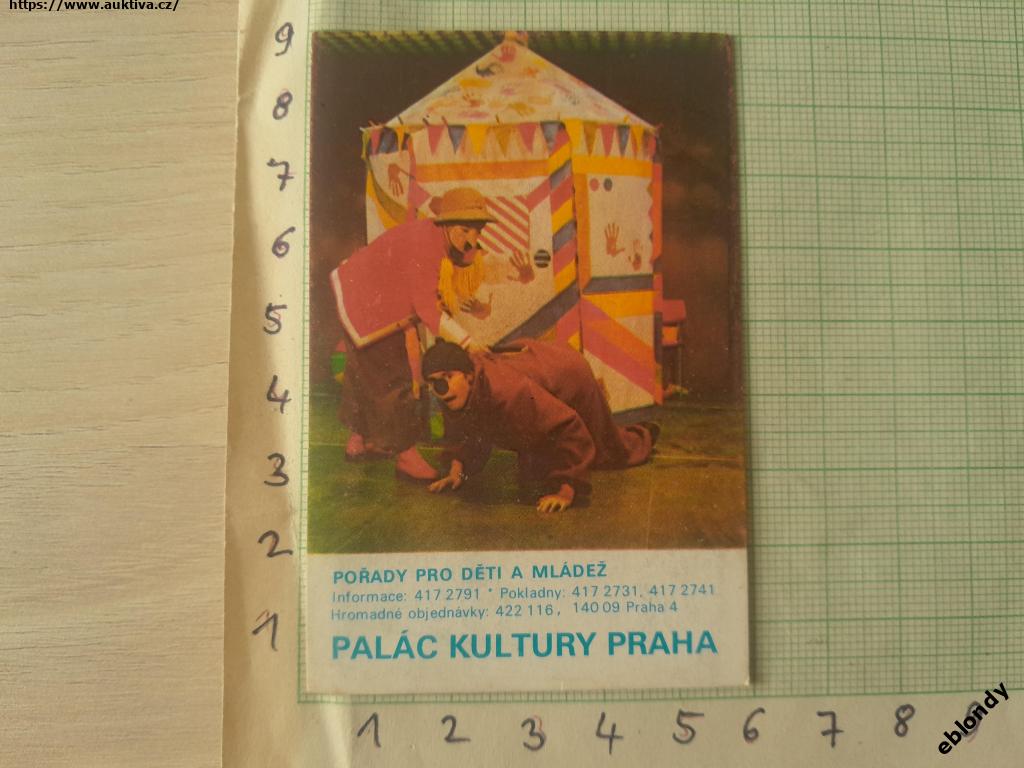 https://www.auktiva.cz/
9
8
7
6
5
4
3
2
1
POŘADY PRO DĚTI A MLÁDEŽ
Informace: 417 2791 * Pokladny: 417 2731, 417 2741
Hromadné objednávky: 422 116, 140 09 Praha 4
PALÁC KULTURY PRAHA
1 2 3 4 5 6 7 8 9
eblondy